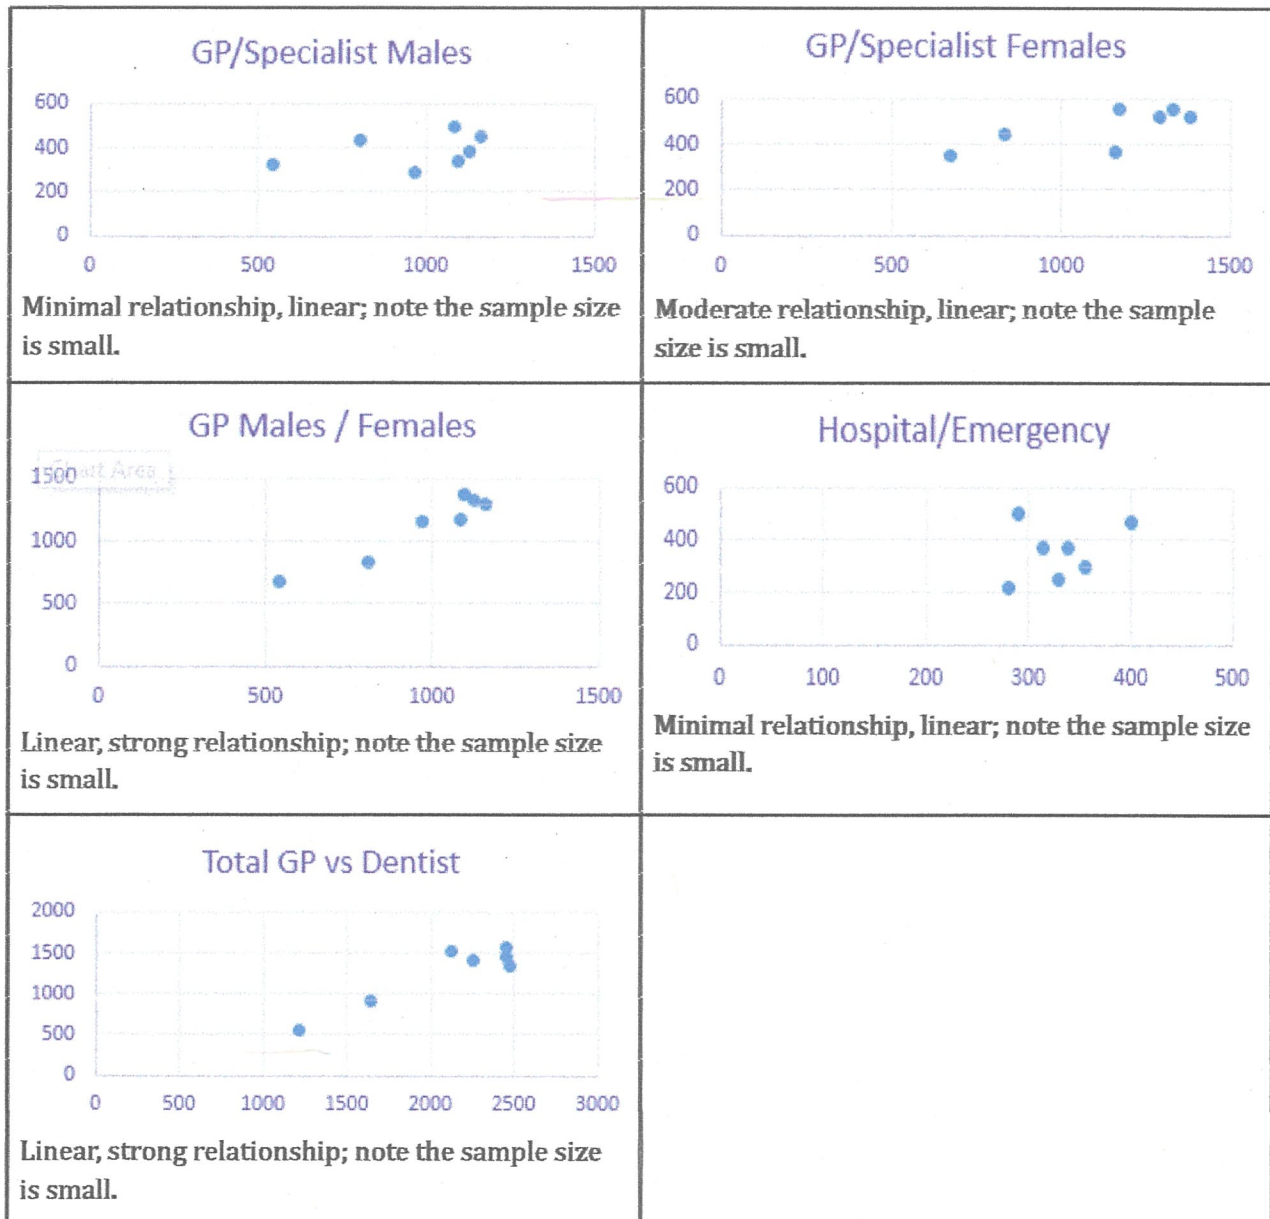 GP/Specialist Males
600
400
200
0
0 500 1000 1500
Minimal relationship, linear; note the sample size
is small.
GP/Specialist Females
600
400
200
0
0 500 1000 1500
Moderate relationship, linear; note the sample
size is small.
GP Males / Females
Chart Area
1500
1000
500
0
0 500 1000 1500
Linear, strong relationship; note the sample size
is small.
Hospital/Emergency
600
400
200
0
0 100 200 300 400 500
Minimal relationship, linear; note the sample size
is small.
Total GP vs Dentist
2000
1500
1000
500
0
0 500 1000 1500 2000 2500 3000
Linear, strong relationship; note the sample size
is small.